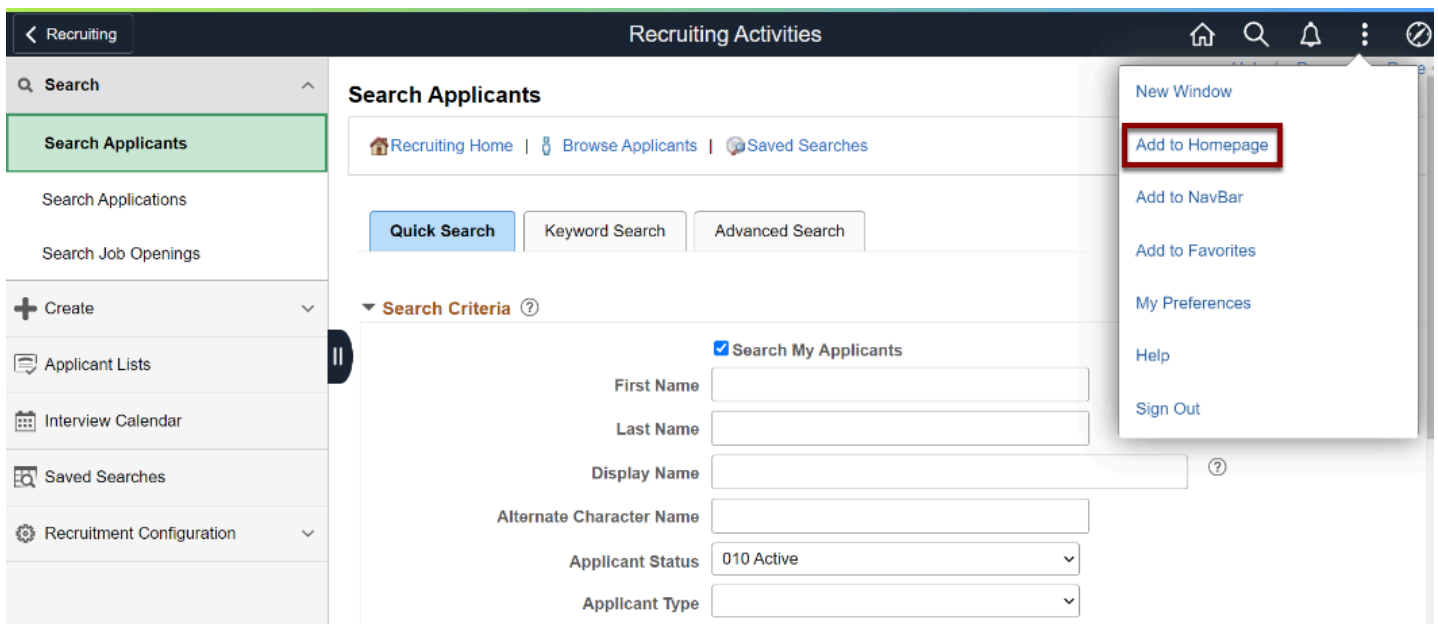 Recruiting
Recruiting Activities
Search
Search Applicants
Search Applications
Search Job Openings
Create
Applicant Lists
Interview Calendar
Saved Searches
Recruitment Configuration
Search Applicants
Recruiting Home | Browse Applicants | Saved Searches
Quick Search Keyword Search Advanced Search
Search Criteria
Search My Applicants
First Name
Last Name
Display Name
Alternate Character Name
Applicant Status 010 Active
Applicant Type
New Window
Add to Homepage
Add to NavBar
Add to Favorites
My Preferences
Help
Sign Out